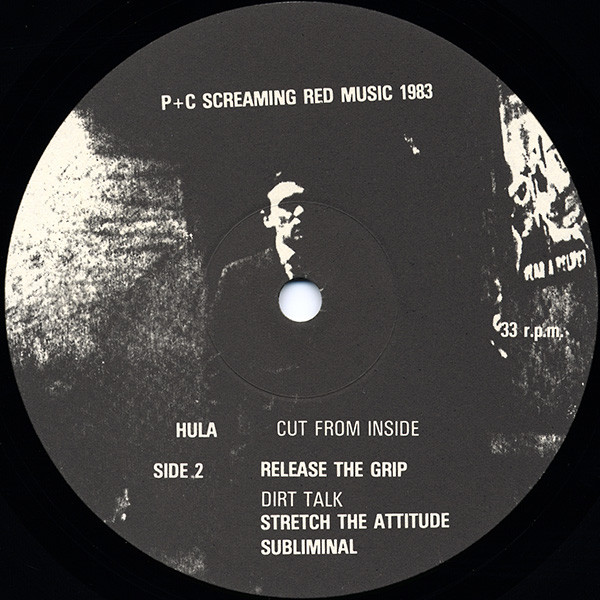 P+C SCREAMING RED MUSIC 1983
33 r.p.m.
HULA CUT FROM INSIDE
SIDE 2 RELEASE THE GRIP
DIRT TALK
STRETCH THE ATTITUDE
SUBLIMINAL